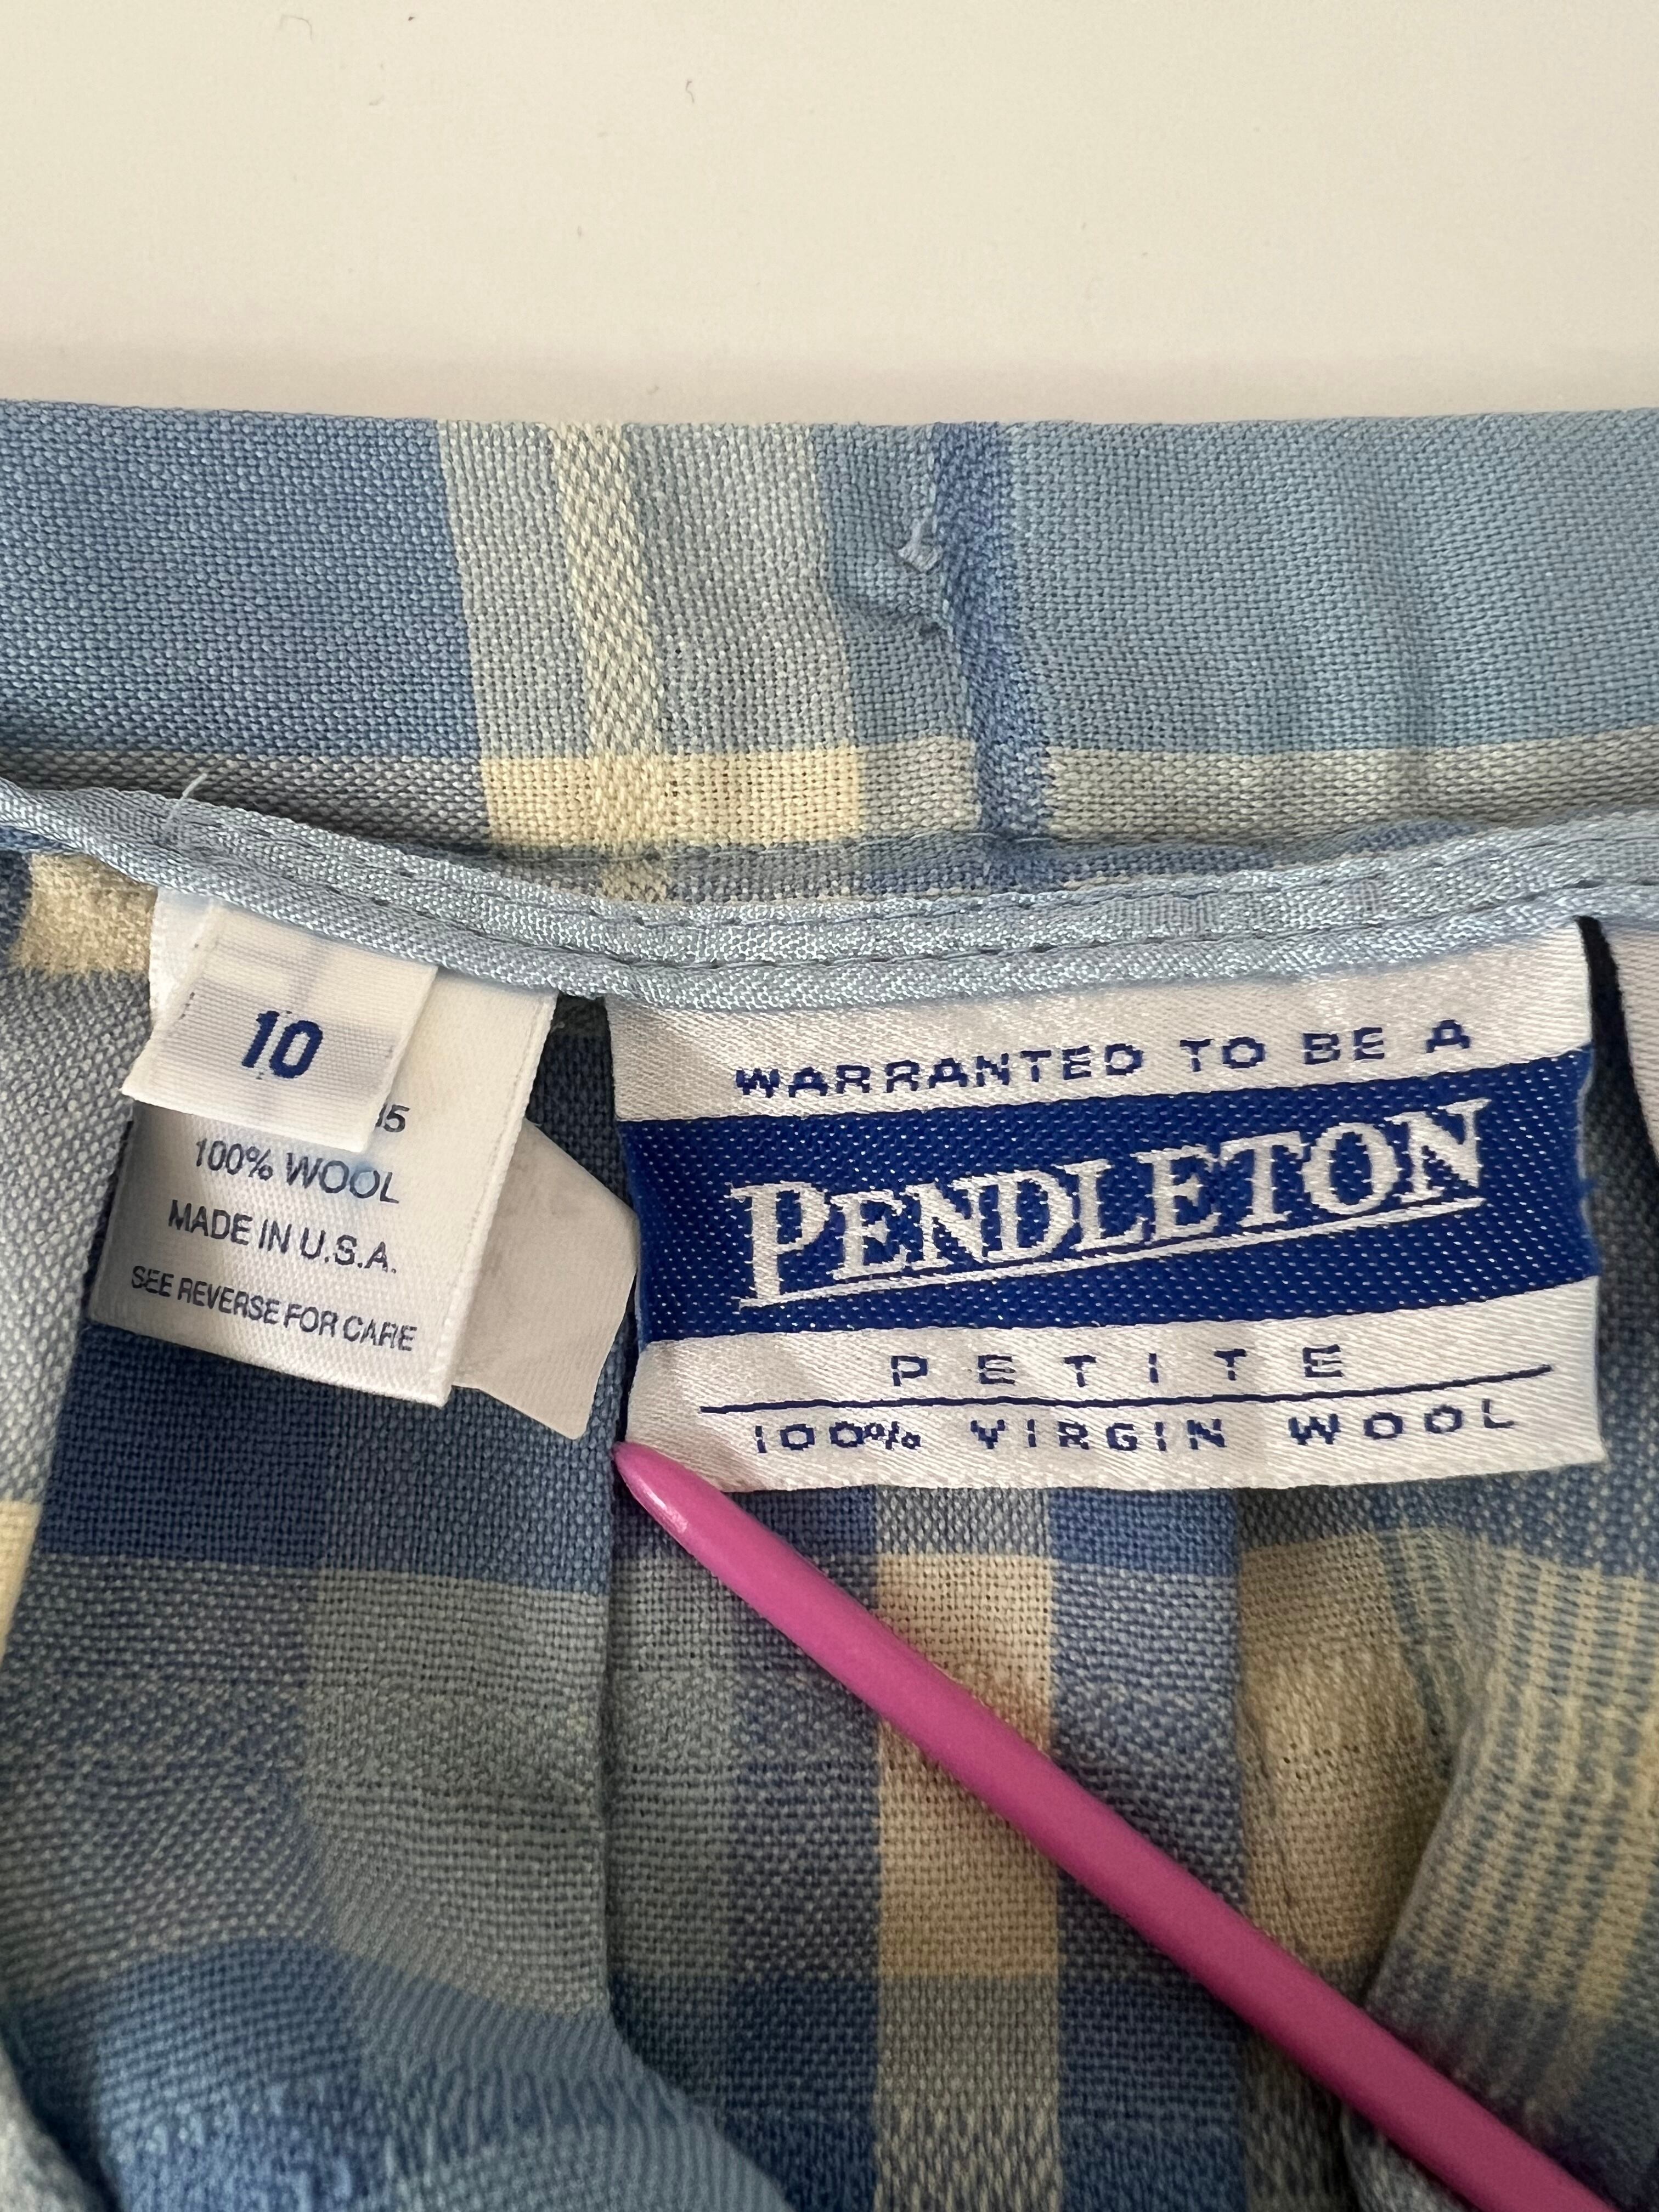 10
100% WOOL
MADE IN U.S.A.
SEE REVERSE FOR CARE
WARRANTED TO BE A
PENDLETON
PETITE
100% VIRGIN WOOL